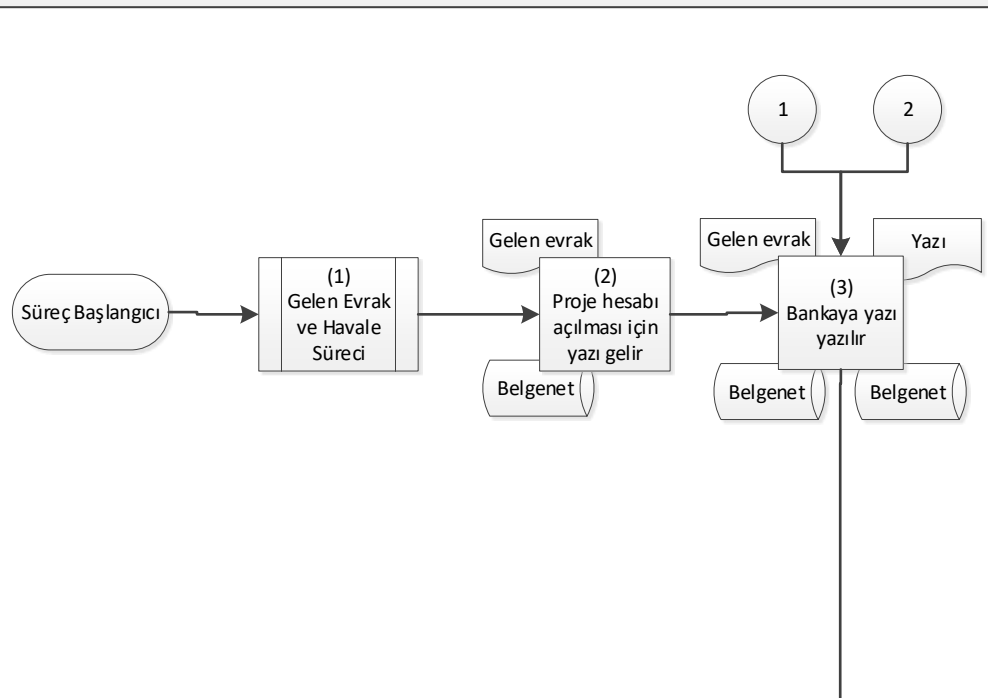 1
2
Gelen evrak
Gelen evrak
Yazı
Süreç Başlangıcı
(1)
Gelen Evrak
ve Havale
Süreci
(2)
Proje hesabı
açılması için
yazı gelir
(3)
Bankaya yazı
yazılır
Belgenet
Belgenet
Belgenet